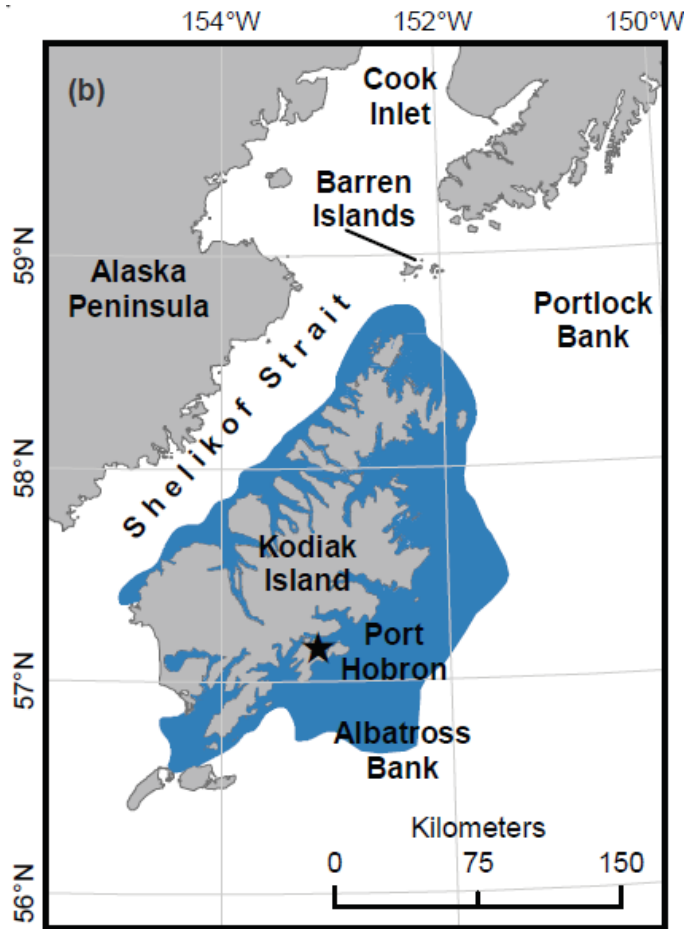 154°W 152°W 150°W
(b)
Cook
Inlet
Barren
Islands
59°N
Alaska
Peninsula
Portlock
Bank
Shelikof Strait
58°N
Kodiak
Island
Port
Hobron
57°N
Albatross
Bank
Kilometers
0 75 150
56°N